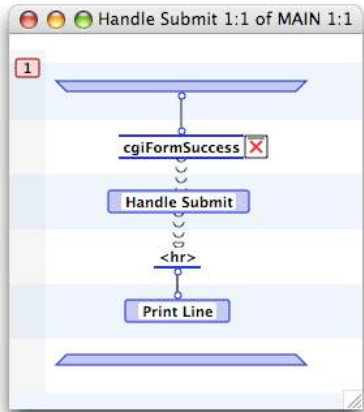 Handle Submit 1:1 of MAIN 1:1
1
cgiFormSuccess
Handle Submit
<hr>
Print Line